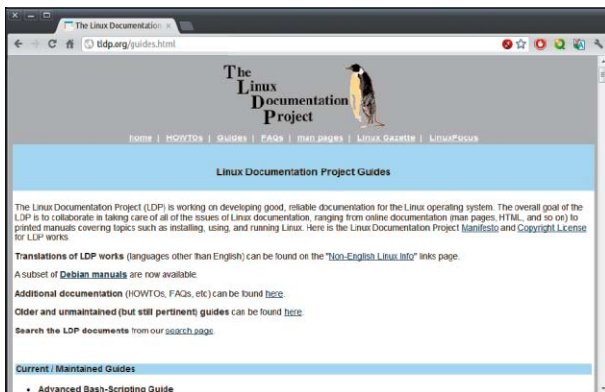 The Linux Documentation
tldp.org/guides.html
The
Linux
Documentation
Project
home | HOWTOs | Guides | FAQs | man pages | Linux Gazette | LinuxFocus
Linux Documentation Project Guides
The Linux Documentation Project (LDP) is working on developing good, reliable documentation for the Linux operating system. The overall goal of the
LDP is to collaborate in taking care of all of the issues of Linux documentation, ranging from online documentation (man pages, HTML, and so on) to
printed manuals covering topics such as installing, using, and running Linux. Here is the Linux Documentation Project Manifesto and Copyright License
for LDP works.
Translations of LDP works (languages other than English) can be found on the "Non-English Linux Info" links page.
A subset of Debian manuals are now available.
Additional documentation (HOWTOs, FAQs, etc) can be found here.
Older and unmaintained (but still pertinent) guides can be found here.
Search the LDP documents from our search page.
Current / Maintained Guides
• Advanced Bash-Scripting Guide